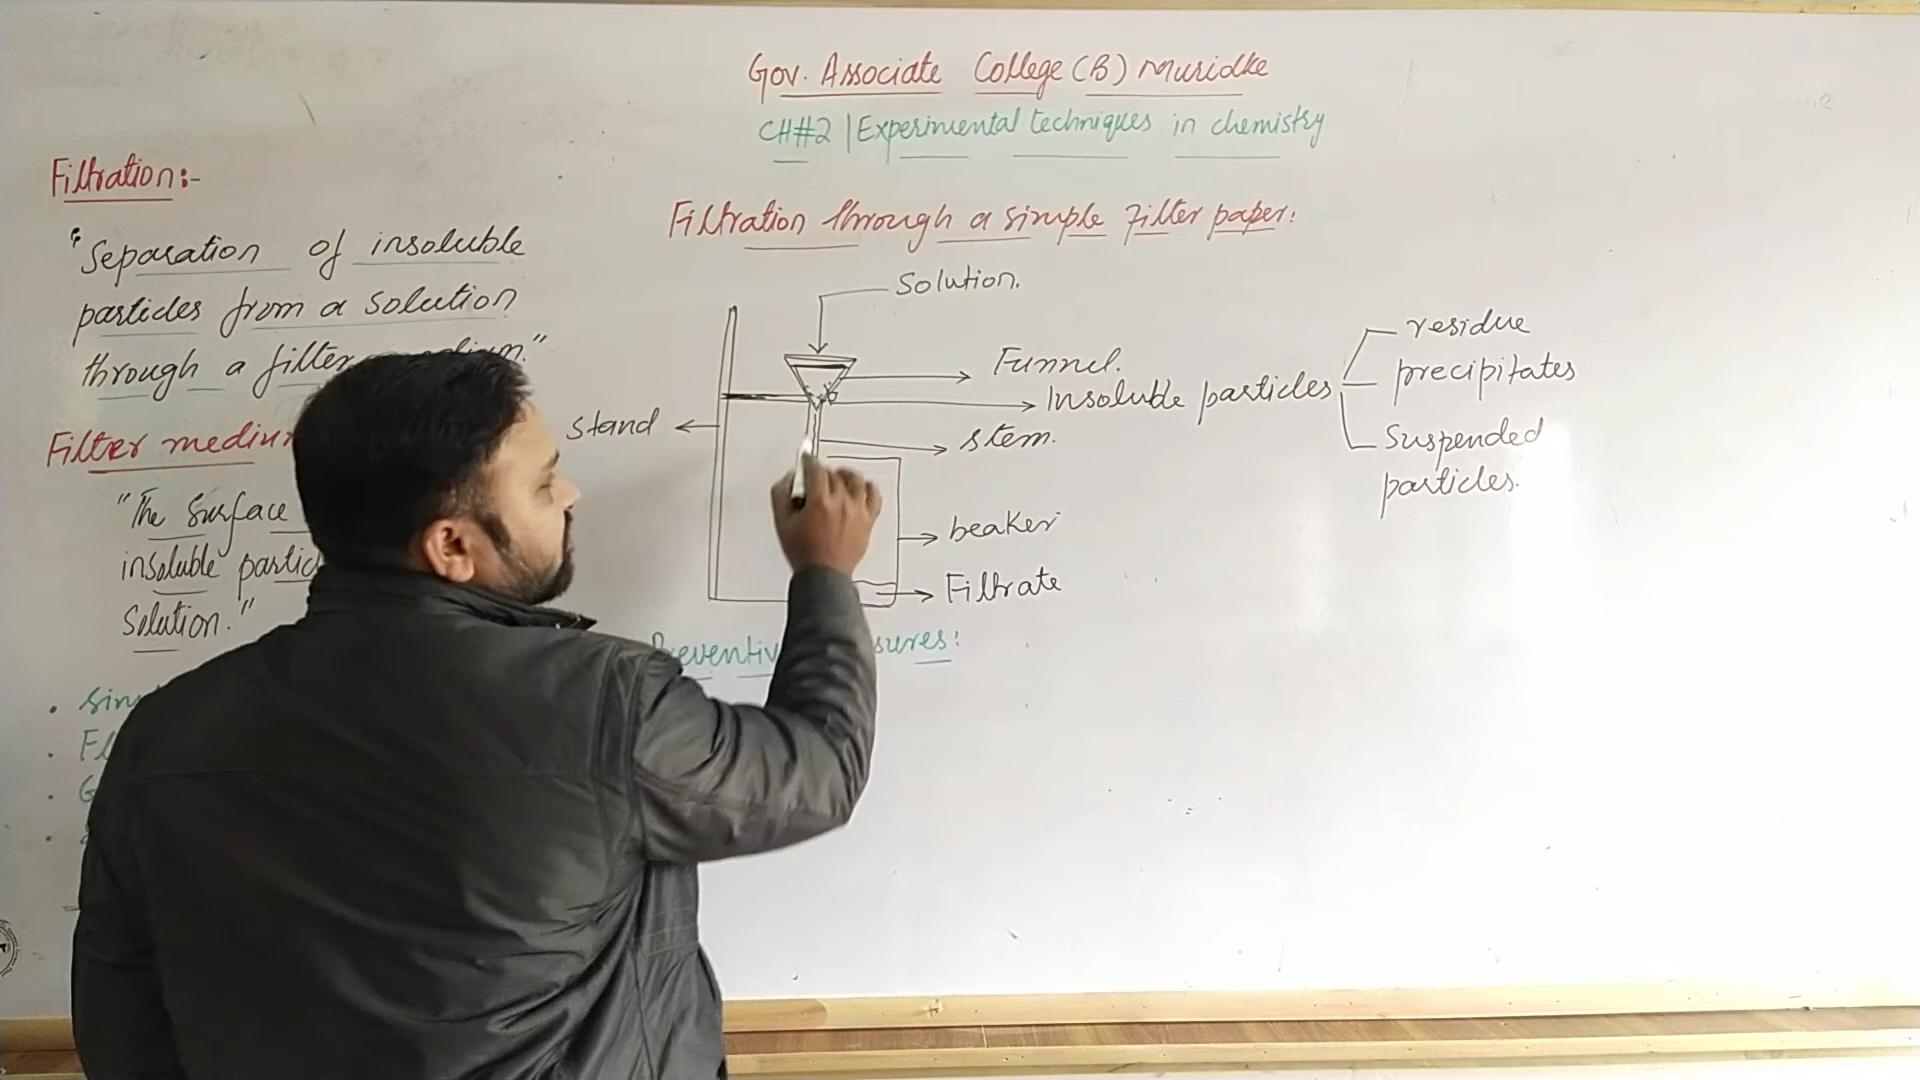 Gov. Associate College (B) Muridke
CH#2 | Experimental techniques in chemistry
Filtration:-
"Separation of insoluble
particles from a solution
through a filter medium."
Filter medium
"The Surface
insoluble partic
Solution."
Filtration through a simple Filter paper:
Solution.
Funnel.
Insoluble particles
residue
precipitates
Suspended
particles.
stand
stem.
beaker
Filtrate
Preventiv sures: